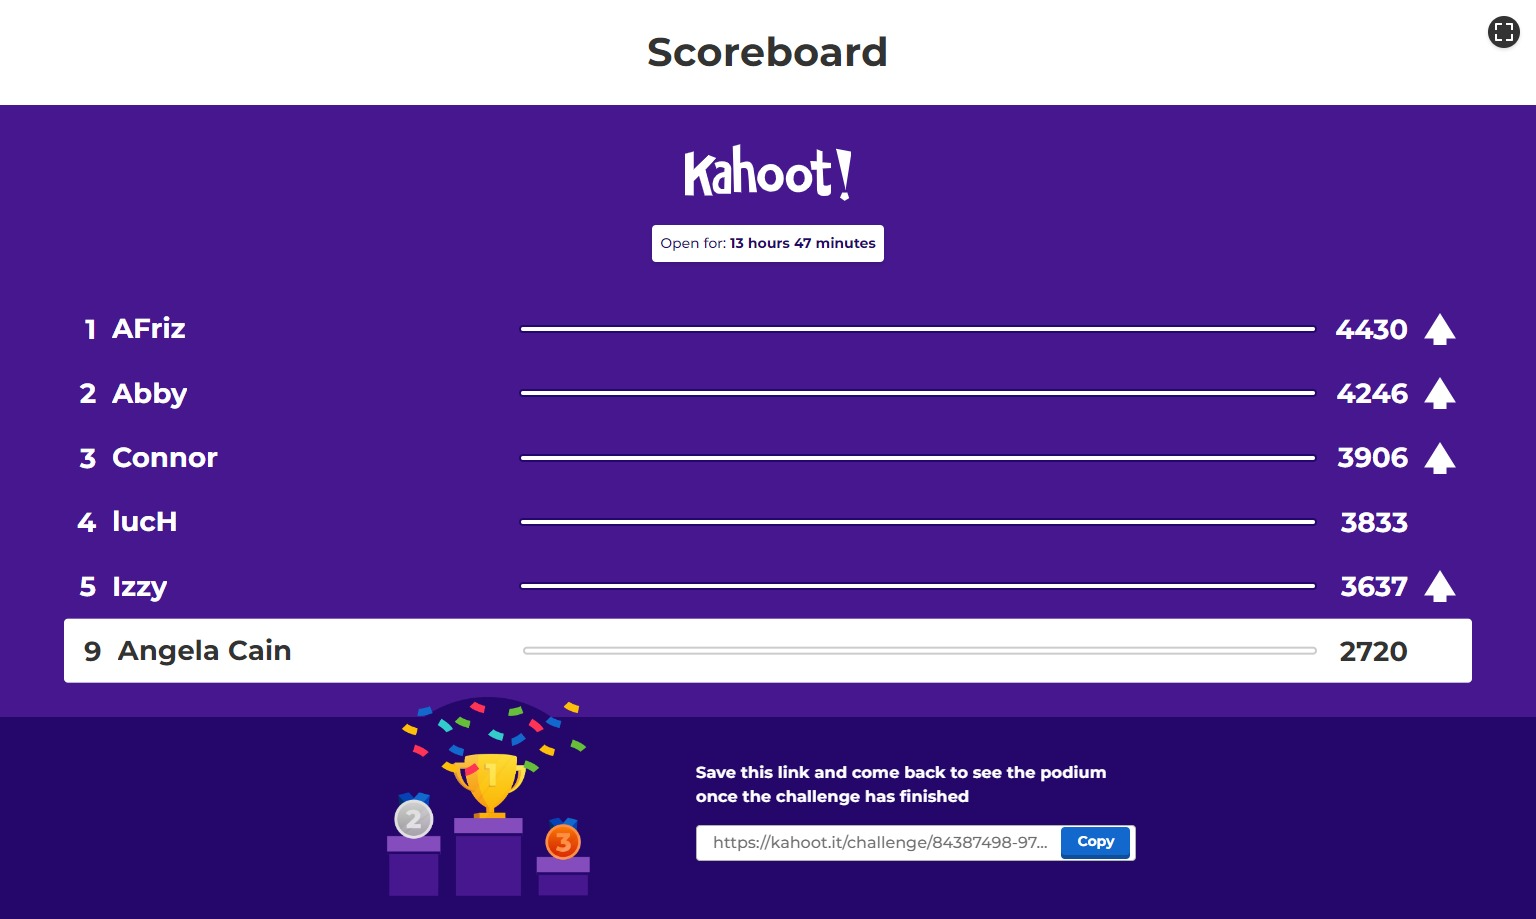 Scoreboard
Kahoot!
Open for: 13 hours 47 minutes
1 AFriz 4430
2 Abby 4246
3 Connor 3906
4 lucH 3833
5 Izzy 3637
9 Angela Cain 2720
1
2
3
Save this link and come back to see the podium
once the challenge has finished
https://kahoot.it/challenge/84387498-97... Copy